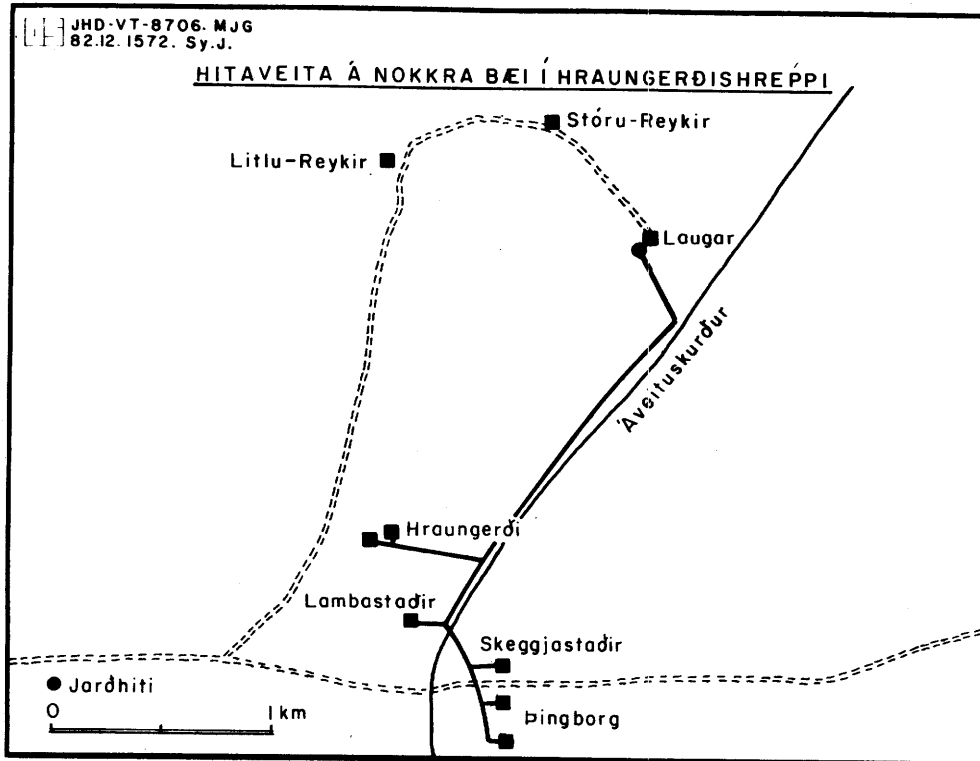 JHD-VT-8706. MJG
82.12.1572. Sy.J.
HITAVEITA Á NOKKRA BÆI Í HRAUNGERÐISHREPPI
Stóru-Reykir
Litlu-Reykir
Laugar
Áveituskurður
Hraungerði
Lambastaðir
Skeggjastaðir
Jarðhiti
Þingborg
0 1 km